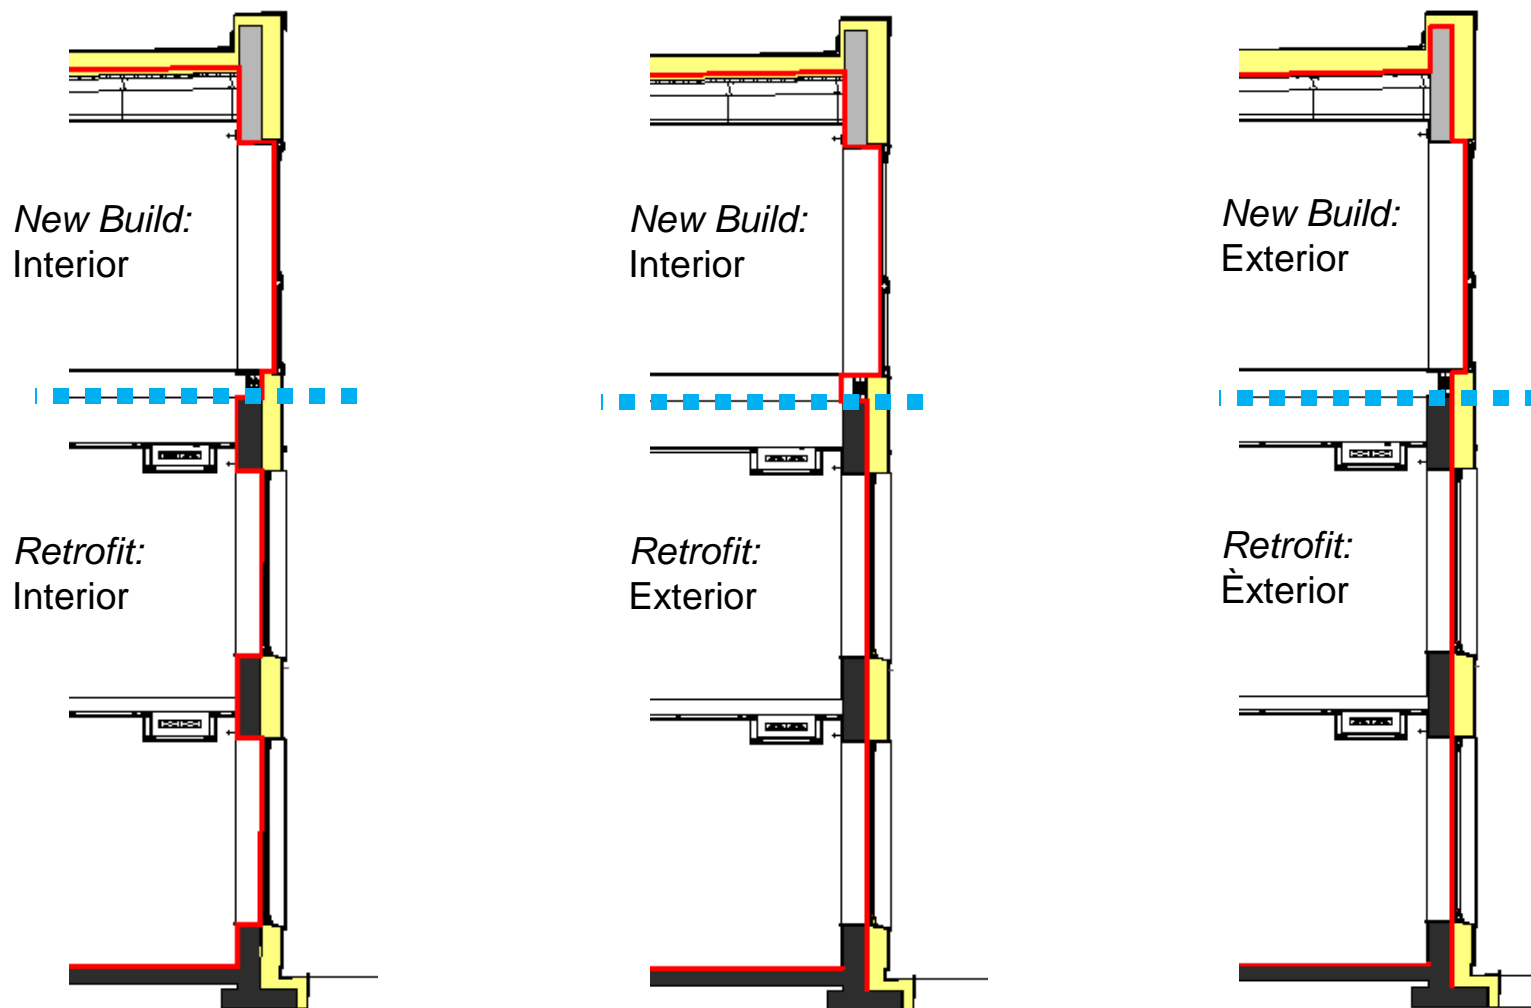 New Build:
Interior
Retrofit:
Interior
New Build:
Interior
Retrofit:
Exterior
New Build:
Exterior
Retrofit:
Èxterior